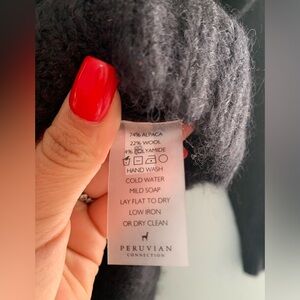 74% ALPACA
22% WOOL
4% POLYAMIDE
HAND WASH
COLD WATER
MILD SOAP
LAY FLAT TO DRY
LOW IRON
OR DRY CLEAN
PERUVIAN
CONNECTION